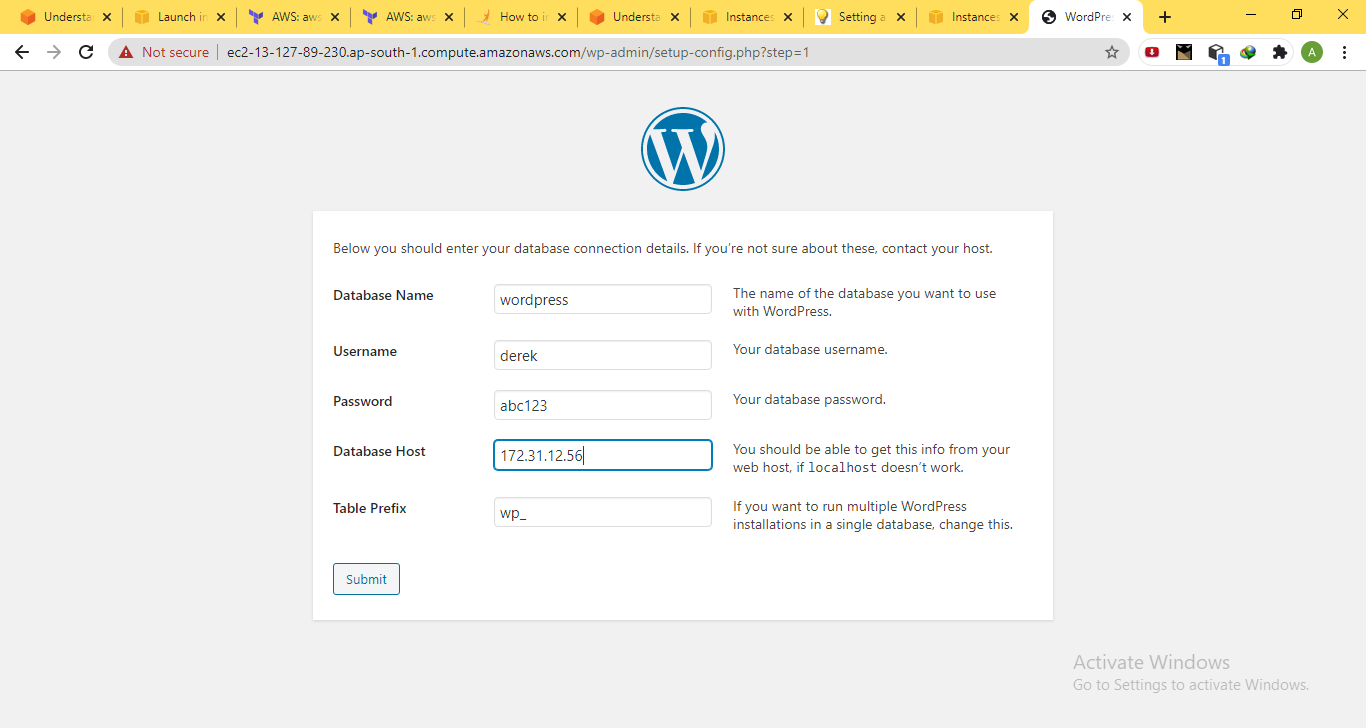 Understa
Launch in
AWS: aws
AWS: aws
How to in
Understa
Instances
Setting a
Instances
WordPres
Not secure
ec2-13-127-89-230.ap-south-1.compute.amazonaws.com/wp-admin/setup-config.php?step=1
1
A
W
Below you should enter your database connection details. If you’re not sure about these, contact your host.
Database Name
wordpress
The name of the database you want to use
with WordPress.
Username
derek
Your database username.
Password
abc123
Your database password.
Database Host
172.31.12.56
You should be able to get this info from your
web host, if localhost doesn’t work.
Table Prefix
wp_
If you want to run multiple WordPress
installations in a single database, change this.
Submit
Activate Windows
Go to Settings to activate Windows.